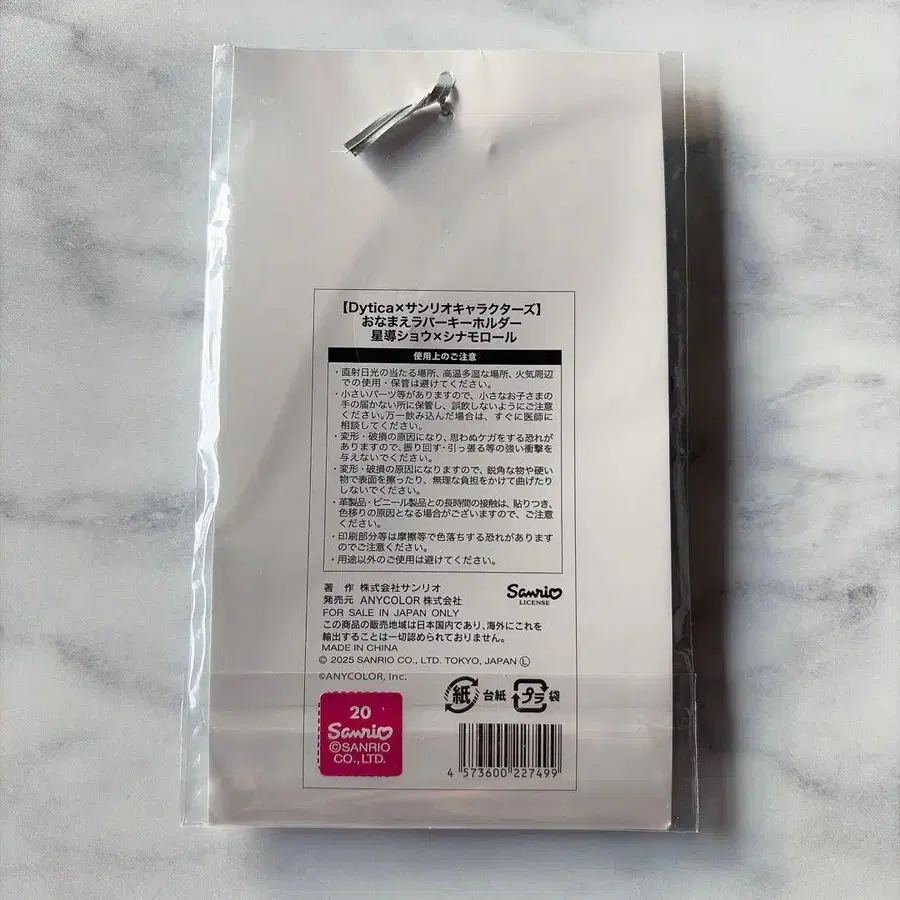 【Dytica×サンリオキャラクターズ】
おなまえラバーキーホルダー
星導ショウ×シナモロール
使用上のご注意
・直射日光の当たる場所、高温多湿な場所、火気周辺
での使用・保管は避けてください。
・小さいパーツ等がありますので、小さなお子さまの
手の届かない所に保管し、誤飲しないようにご注意
ください。万一飲み込んだ場合は、すぐに医師に
相談してください。
・変形・破損の原因になり、思わぬケガをする恐れが
ありますので、振り回す・引っ張る等の強い衝撃を
与えないでください。
・変形・破損の原因になりますので、鋭角な物や硬い
物で表面を擦ったり、無理な負担をかけて曲げたり
しないでください。
・革製品・ビニール製品との長時間の接触は、貼りつき、
色移りの原因となる場合がございますので、ご注意
ください。
・印刷部分等は摩擦等で色落ちする恐れがあります
のでご注意ください。
・用途以外のご使用は避けてください。
著 作 株式会社サンリオ
発売元 ANYCOLOR 株式会社
Sanrio
LICENSE
FOR SALE IN JAPAN ONLY
この商品の販売地域は日本国内であり、海外にこれを
輸出することは一切認められておりません。
MADE IN CHINA
© 2025 SANRIO CO., LTD. TOKYO, JAPAN Ⓛ
©ANYCOLOR, Inc.
紙 台紙 プラ 袋
20
Sanrio
©SANRIO
CO.,LTD.
4 573600 227499